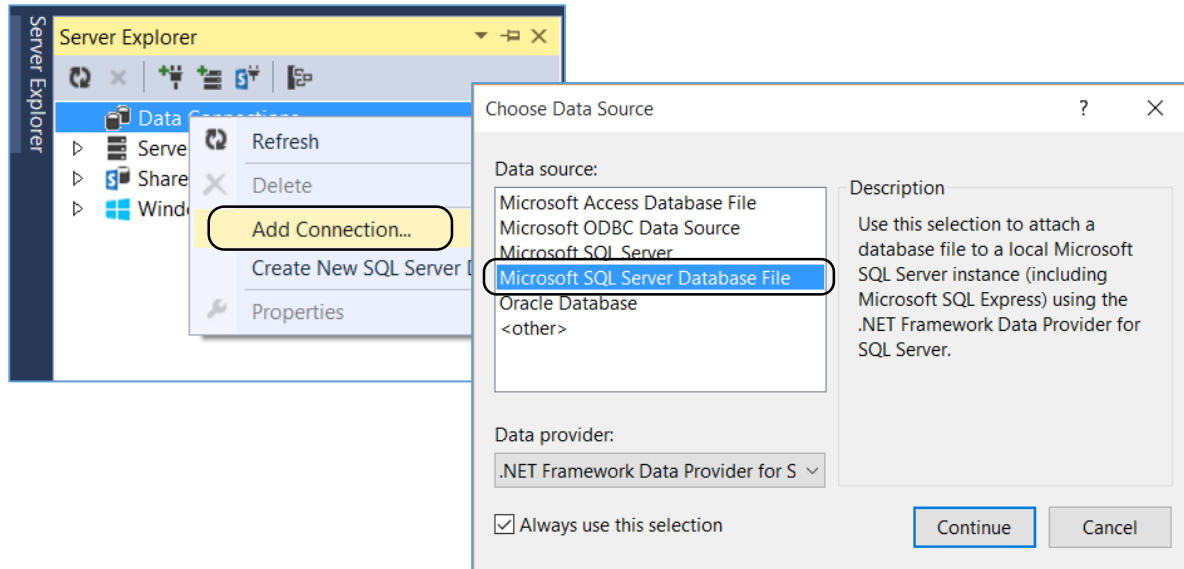 Server Explorer
Server Explorer
Data Connections
Serve
Share
Wind
Refresh
Delete
Add Connection...
Create New SQL Server
Properties
Choose Data Source
?
Data source:
Microsoft Access Database File
Microsoft ODBC Data Source
Microsoft SQL Server
Microsoft SQL Server Database File
Oracle Database
<other>
Data provider:
.NET Framework Data Provider for S
Always use this selection
Description
Use this selection to attach a
database file to a local Microsoft
SQL Server instance (including
Microsoft SQL Express) using the
.NET Framework Data Provider for
SQL Server.
Continue
Cancel